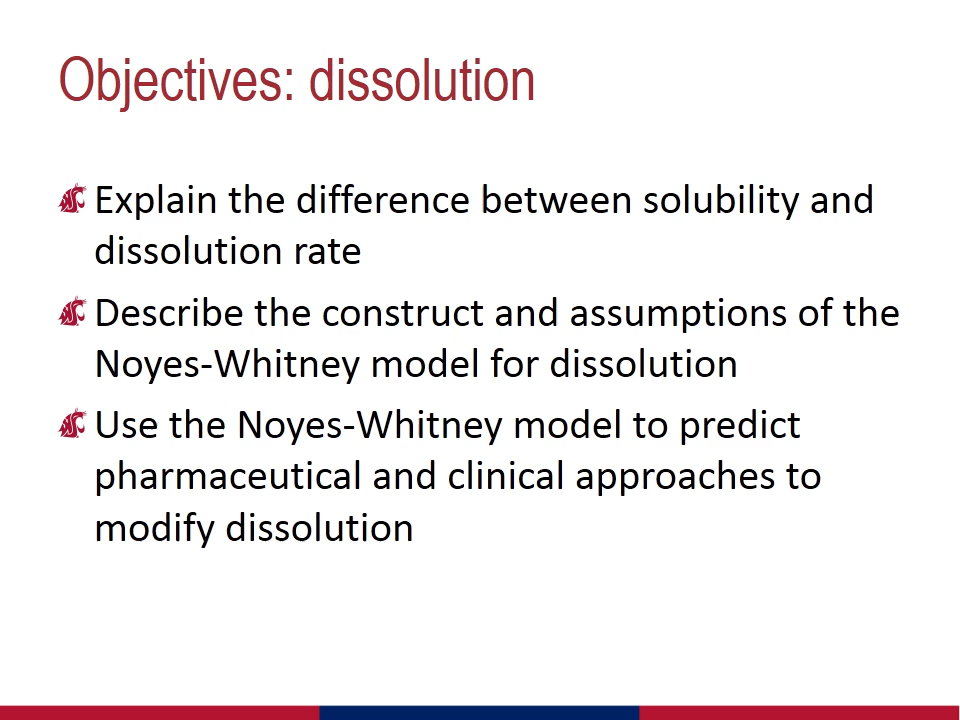 Objectives: dissolution
Explain the difference between solubility and
dissolution rate
Describe the construct and assumptions of the
Noyes-Whitney model for dissolution
Use the Noyes-Whitney model to predict
pharmaceutical and clinical approaches to
modify dissolution